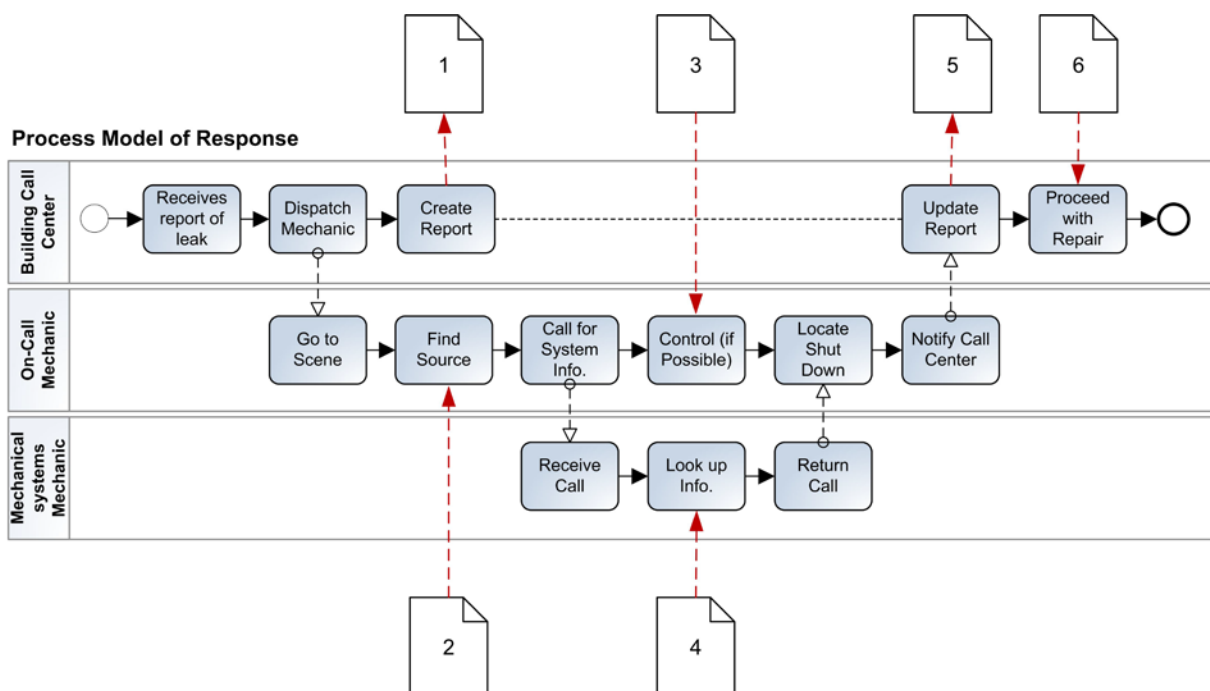 1
3
5
6
Process Model of Response
Building Call
Center
Receives
report of
leak
Dispatch
Mechanic
Create
Report
Update
Report
Proceed
with
Repair
On-Call
Mechanic
Go to
Scene
Find
Source
Call for
System
Info.
Control (if
Possible)
Locate
Shut
Down
Notify Call
Center
Mechanical
systems
Mechanic
Receive
Call
Look up
Info.
Return
Call
2
4